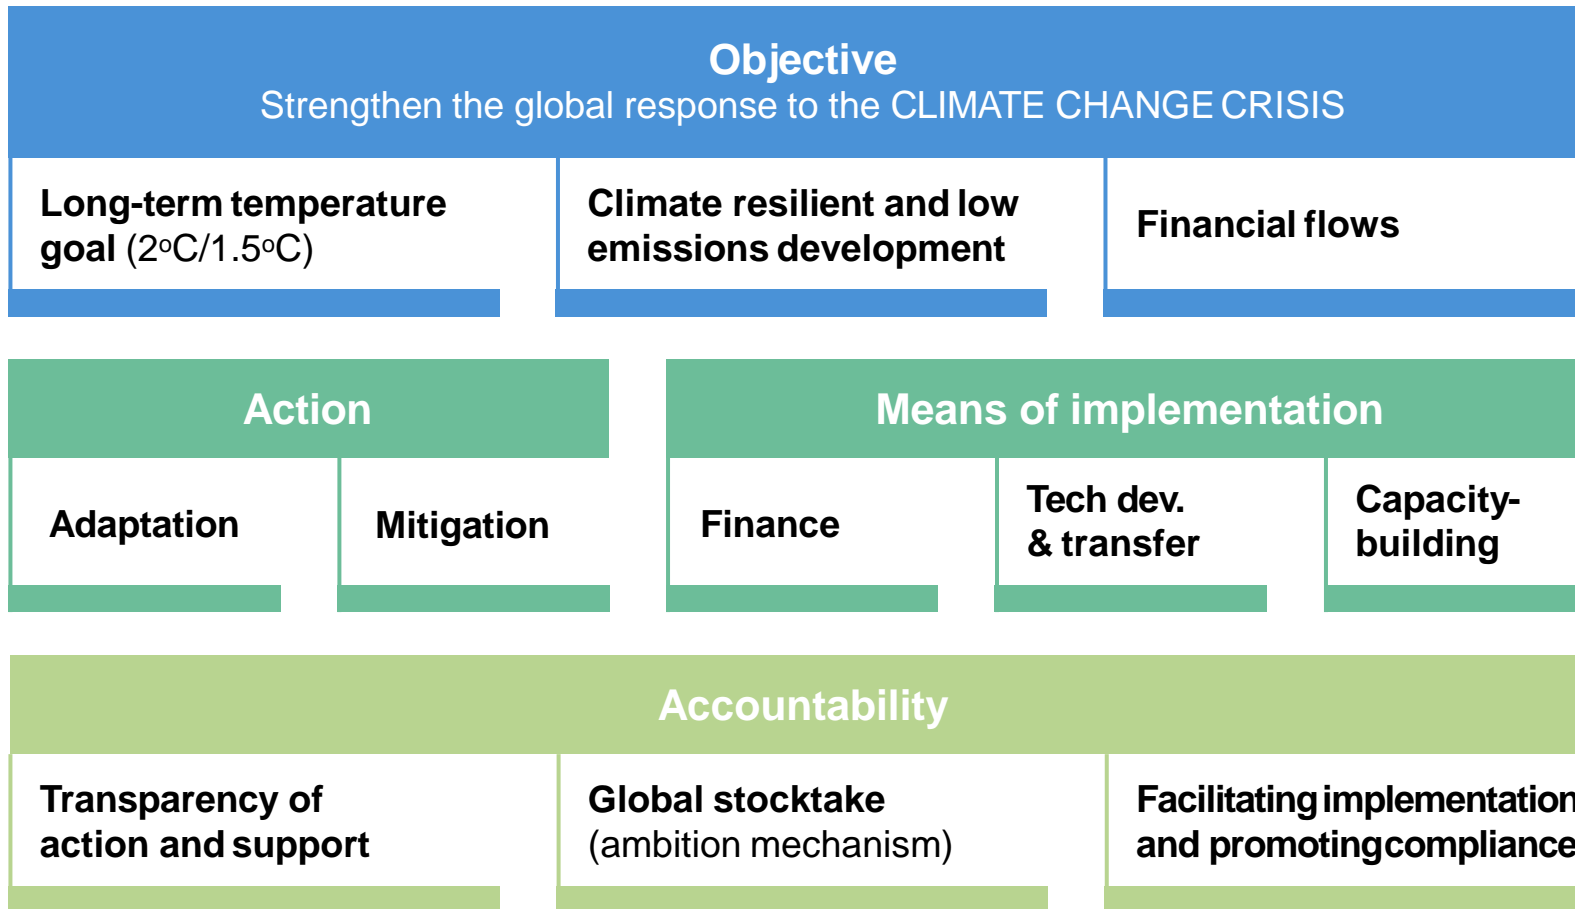 Objective
Strengthen the global response to the CLIMATE CHANGE CRISIS
Long-term temperature
goal (2ºC/1.5ºC)
Climate resilient and low
emissions development
Financial flows
Action
Means of implementation
Adaptation
Mitigation
Finance
Tech dev.
& transfer
Capacity-
building
Accountability
Transparency of
action and support
Global stocktake
(ambition mechanism)
Facilitating implementation
and promoting compliance